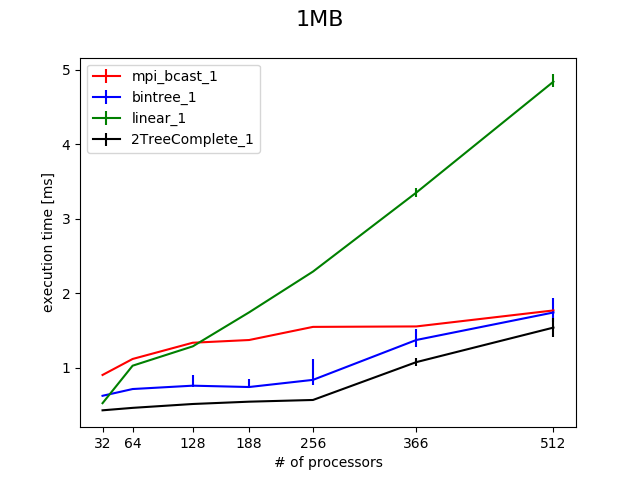 1MB
mpi_bcast_1
bintree_1
linear_1
2TreeComplete_1
execution time [ms]
5
4
3
2
1
32 64 128 188 256 366 512
# of processors